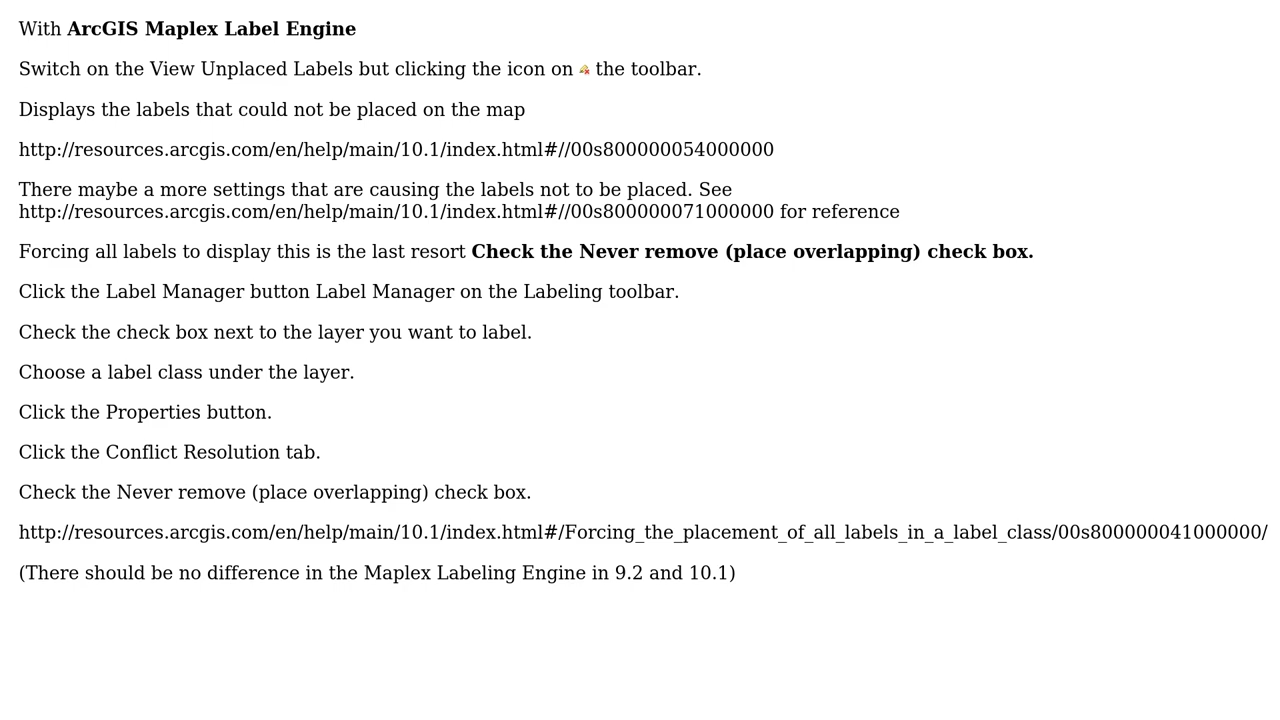 With ArcGIS Maplex Label Engine
Switch on the View Unplaced Labels but clicking the icon on the toolbar.
Displays the labels that could not be placed on the map
http://resources.arcgis.com/en/help/main/10.1/index.html#//00s800000054000000
There maybe a more settings that are causing the labels not to be placed. See
http://resources.arcgis.com/en/help/main/10.1/index.html#//00s800000071000000 for reference
Forcing all labels to display this is the last resort Check the Never remove (place overlapping) check box.
Click the Label Manager button Label Manager on the Labeling toolbar.
Check the check box next to the layer you want to label.
Choose a label class under the layer.
Click the Properties button.
Click the Conflict Resolution tab.
Check the Never remove (place overlapping) check box.
http://resources.arcgis.com/en/help/main/10.1/index.html#/Forcing_the_placement_of_all_labels_in_a_label_class/00s800000041000000/
(There should be no difference in the Maplex Labeling Engine in 9.2 and 10.1)